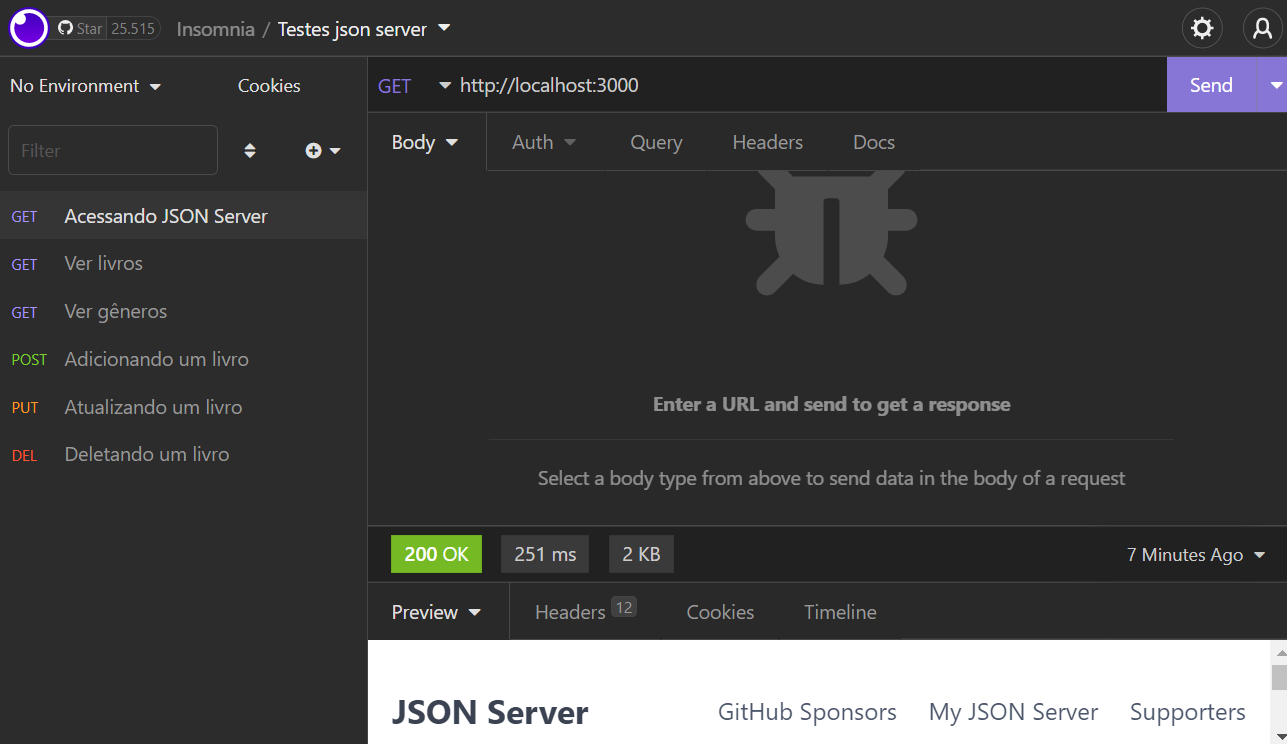 Star 25.515 Insomnia / Testes json server
No Environment Cookies
GET http://localhost:3000 Send
Filter
Body Auth Query Headers Docs
GET Acessando JSON Server
GET Ver livros
GET Ver gêneros
POST Adicionando um livro
PUT Atualizando um livro
DEL Deletando um livro
Enter a URL and send to get a response
Select a body type from above to send data in the body of a request
200 OK 251 ms 2 KB 7 Minutes Ago
Preview Headers 12 Cookies Timeline
JSON Server GitHub Sponsors My JSON Server Supporters